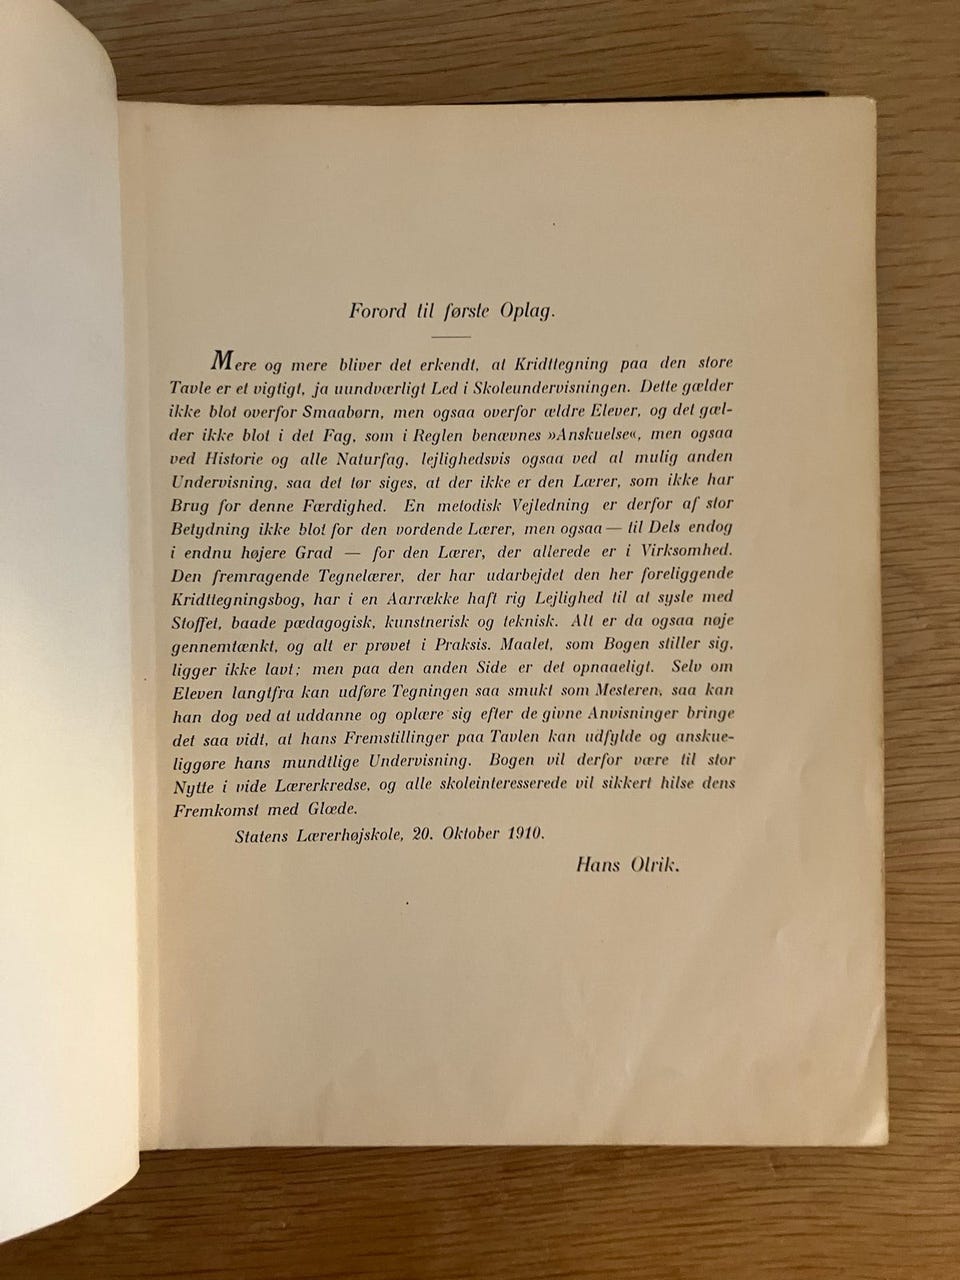 Forord til første Oplag.
Mere og mere bliver det erkendt, at Kridttegning paa den store
Tavle er et vigtigt, ja uundværligt Led i Skoleundervisningen. Dette gælder
ikke blot overfor Smaabørn, men ogsaa overfor ældre Elever, og det gæl-
der ikke blot i det Fag, som i Reglen benævnes »Anskuelse«, men ogsaa
ved Historie og alle Naturfag, lejlighedsvis ogsaa ved al mulig anden
Undervisning, saa det tør siges, at der ikke er den Lærer, som ikke har
Brug for denne Færdighed. En metodisk Vejledning er derfor af stor
Betydning ikke blot for den vordende Lærer, men ogsaa — til Dels endog
i endnu højere Grad — for den Lærer, der allerede er i Virksomhed.
Den fremragende Tegnelærer, der har udarbejdet den her foreliggende
Kridttegningsbog, har i en Aarrække haft rig Lejlighed til at sysle med
Stoffet, baade pædagogisk, kunstnerisk og teknisk. Alt er da ogsaa nøje
gennemtænkt, og alt er prøvet i Praksis. Maalet, som Bogen stiller sig,
ligger ikke lavt; men paa den anden Side er det opnaaeligt. Selv om
Eleven langtfra kan udføre Tegningen saa smukt som Mesteren, saa kan
han dog ved at uddanne og oplære sig efter de givne Anvisninger bringe
det saa vidt, at hans Fremstillinger paa Tavlen kan udfylde og anskue-
liggøre hans mundtlige Undervisning. Bogen vil derfor være til stor
Nytte i vide Lærerkredse, og alle skoleinteresserede vil sikkert hilse dens
Fremkomst med Glæde.
Statens Lærerhøjskole, 20. Oktober 1910.
Hans Olrik.